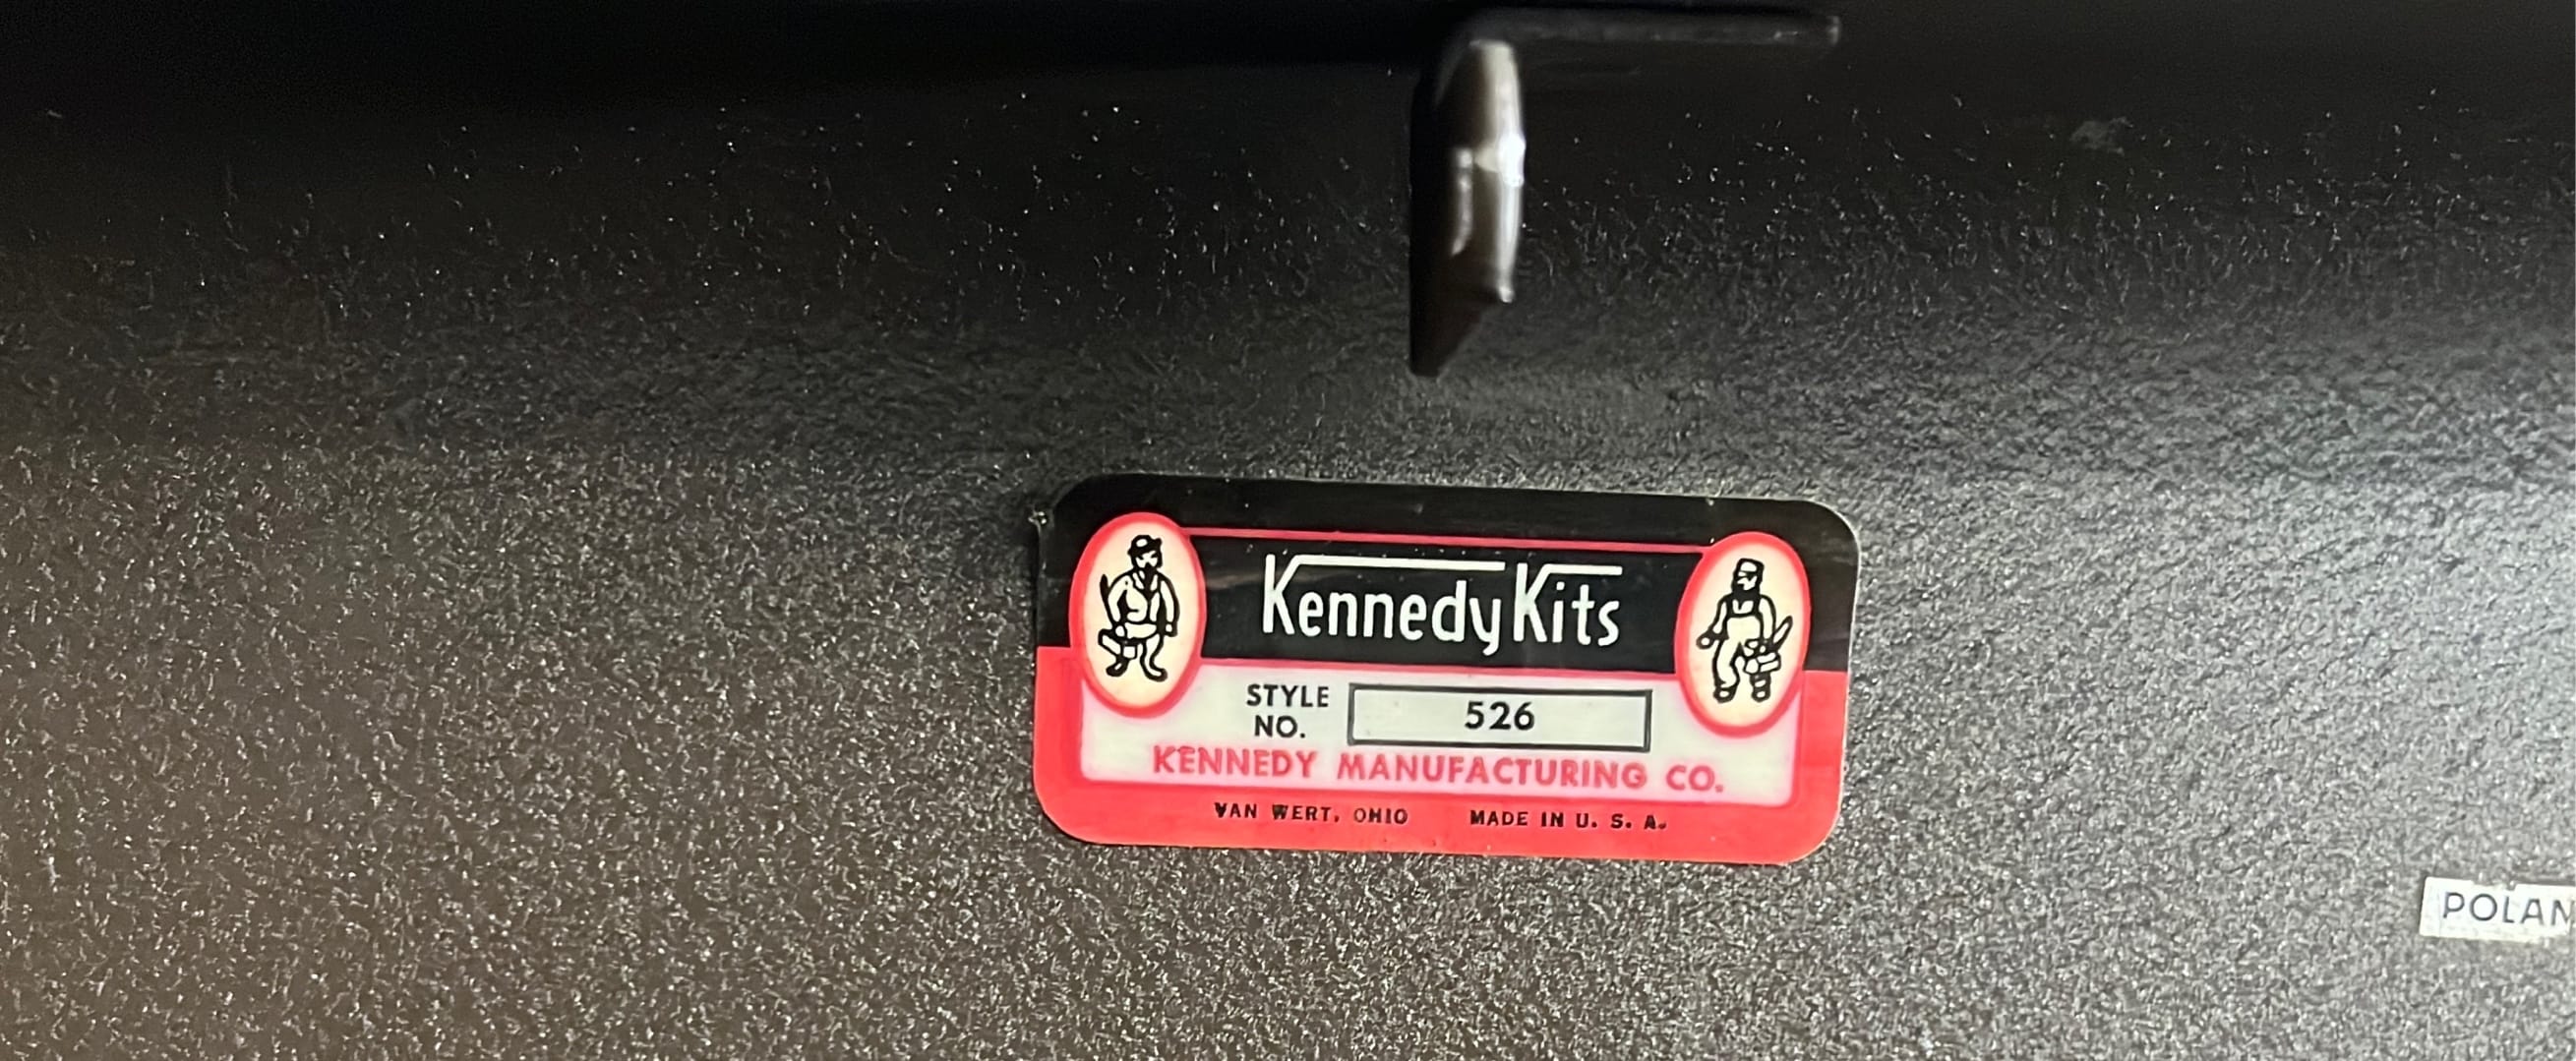 Kennedy Kits
STYLE NO. 526
KENNEDY MANUFACTURING CO.
VAN WERT, OHIO MADE IN U. S. A.
POLAN